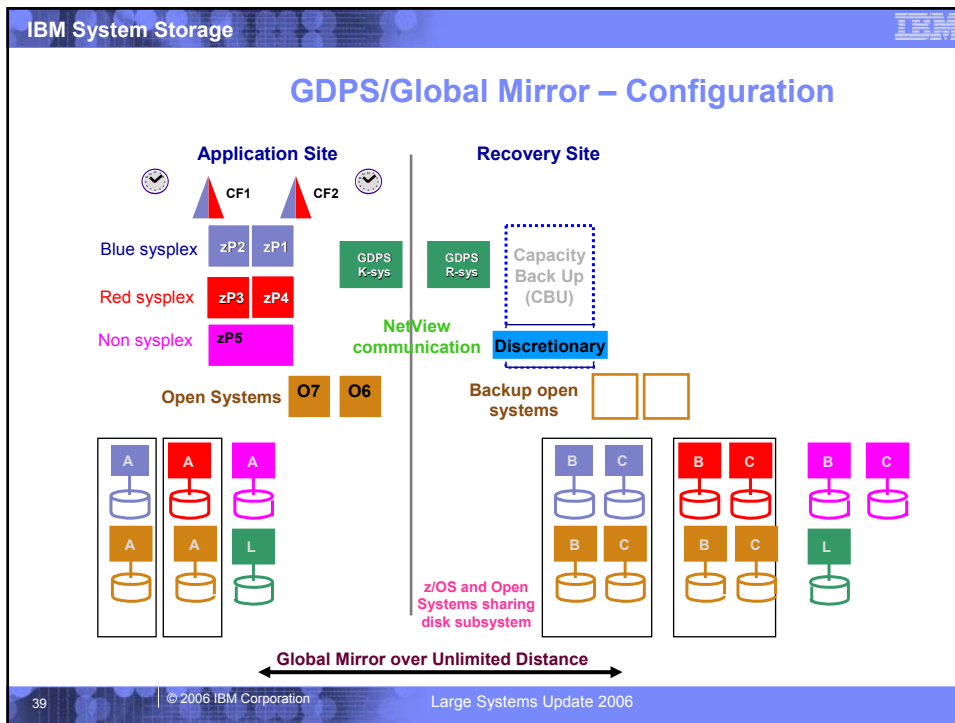 IBM System Storage
IBM
GDPS/Global Mirror – Configuration
Application Site
Recovery Site
CF1
CF2
Blue sysplex
zP2
zP1
GDPS
K-sys
GDPS
R-sys
Capacity
Back Up
(CBU)
Red sysplex
zP3
zP4
Non sysplex
zP5
NetView
communication
Discretionary
Open Systems
O7
O6
Backup open
systems
A
A
A
B
C
B
C
B
C
A
A
L
B
C
B
C
L
z/OS and Open
Systems sharing
disk subsystem
Global Mirror over Unlimited Distance
39
© 2006 IBM Corporation
Large Systems Update 2006